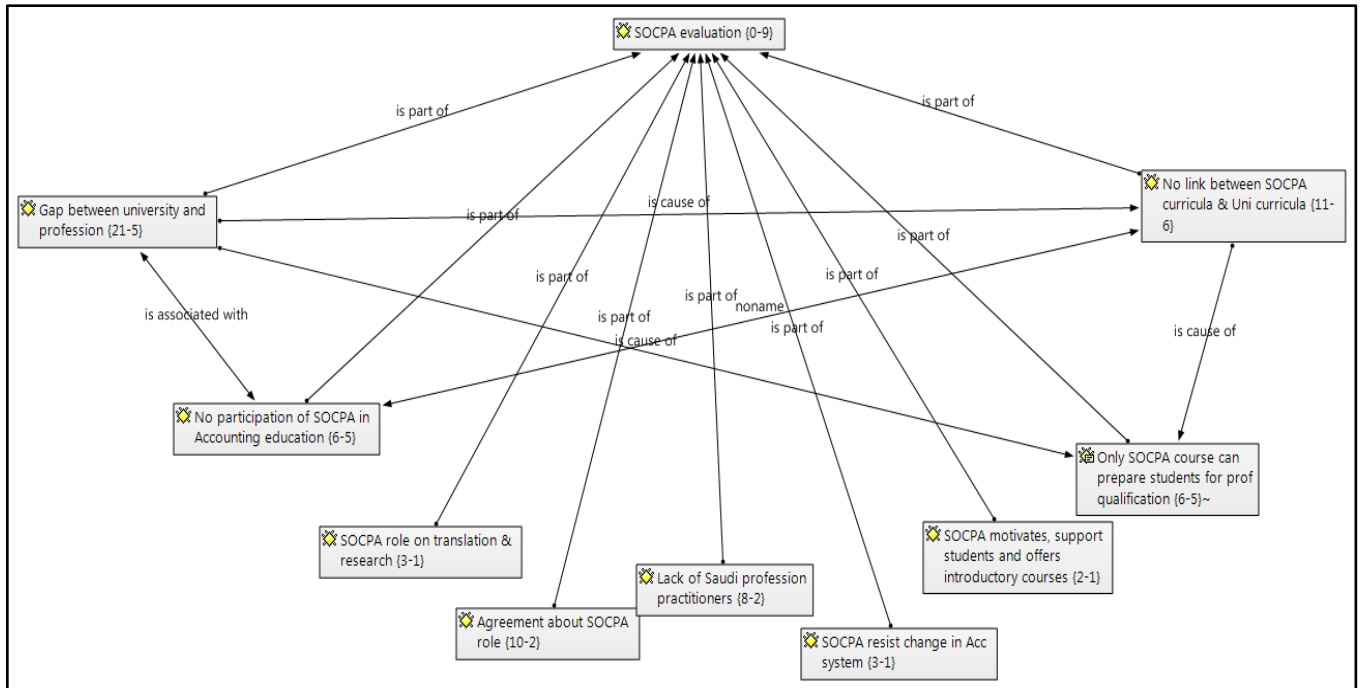 SOCPA evaluation {0-9}
is part of
is part of
No link between SOCPA
curricula & Uni curricula {11-
6}
Gap between university and
profession {21-5}
is cause of
is part of
is part of
is part of
is part of
is part of
noname
is associated with
is part of
is part of
is cause of
is cause of
No participation of SOCPA in
Accounting education {6-5}
Only SOCPA course can
prepare students for prof
qualification {6-5}~
SOCPA role on translation &
research {3-1}
SOCPA motivates, support
students and offers
introductory courses {2-1}
Lack of Saudi profession
practitioners {8-2}
Agreement about SOCPA
role {10-2}
SOCPA resist change in Acc
system {3-1}